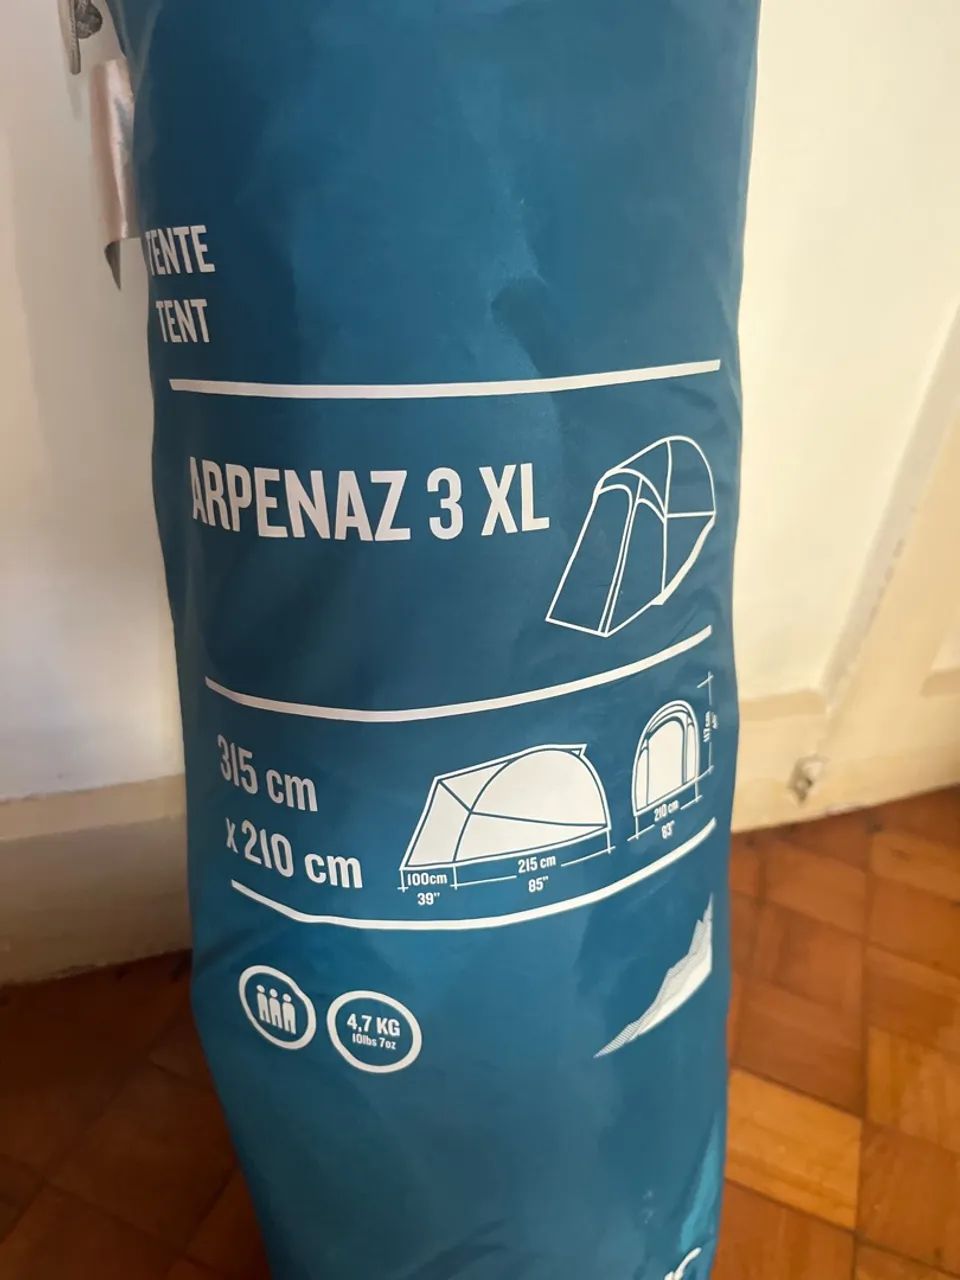 TENTE
TENT
ARPENAZ 3 XL
315 cm
x 210 cm
100cm
39"
215 cm
85"
210 cm
83"
117cm
4,7 KG
10lbs 7oz